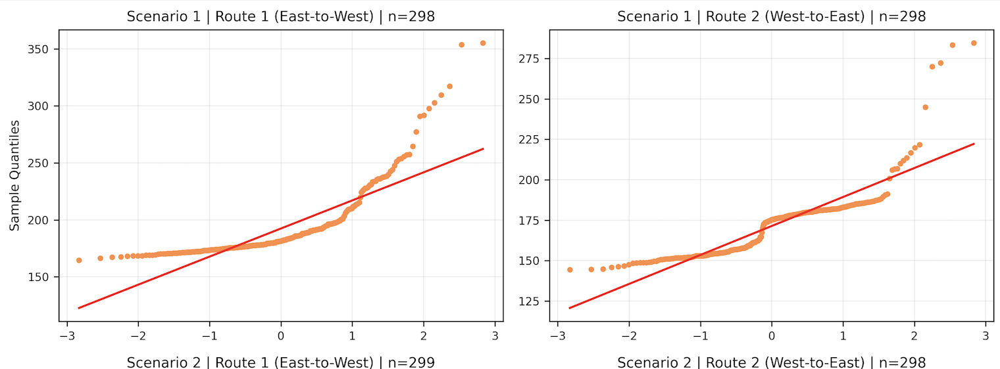 Scenario 1 | Route 1 (East-to-West) | n=298
Scenario 1 | Route 2 (West-to-East) | n=298
Sample Quantiles
350
300
250
200
150
−3 −2 −1 0 1 2 3
275
250
225
200
175
150
125
−3 −2 −1 0 1 2 3
Scenario 2 | Route 1 (East-to-West) | n=299
Scenario 2 | Route 2 (West-to-East) | n=298